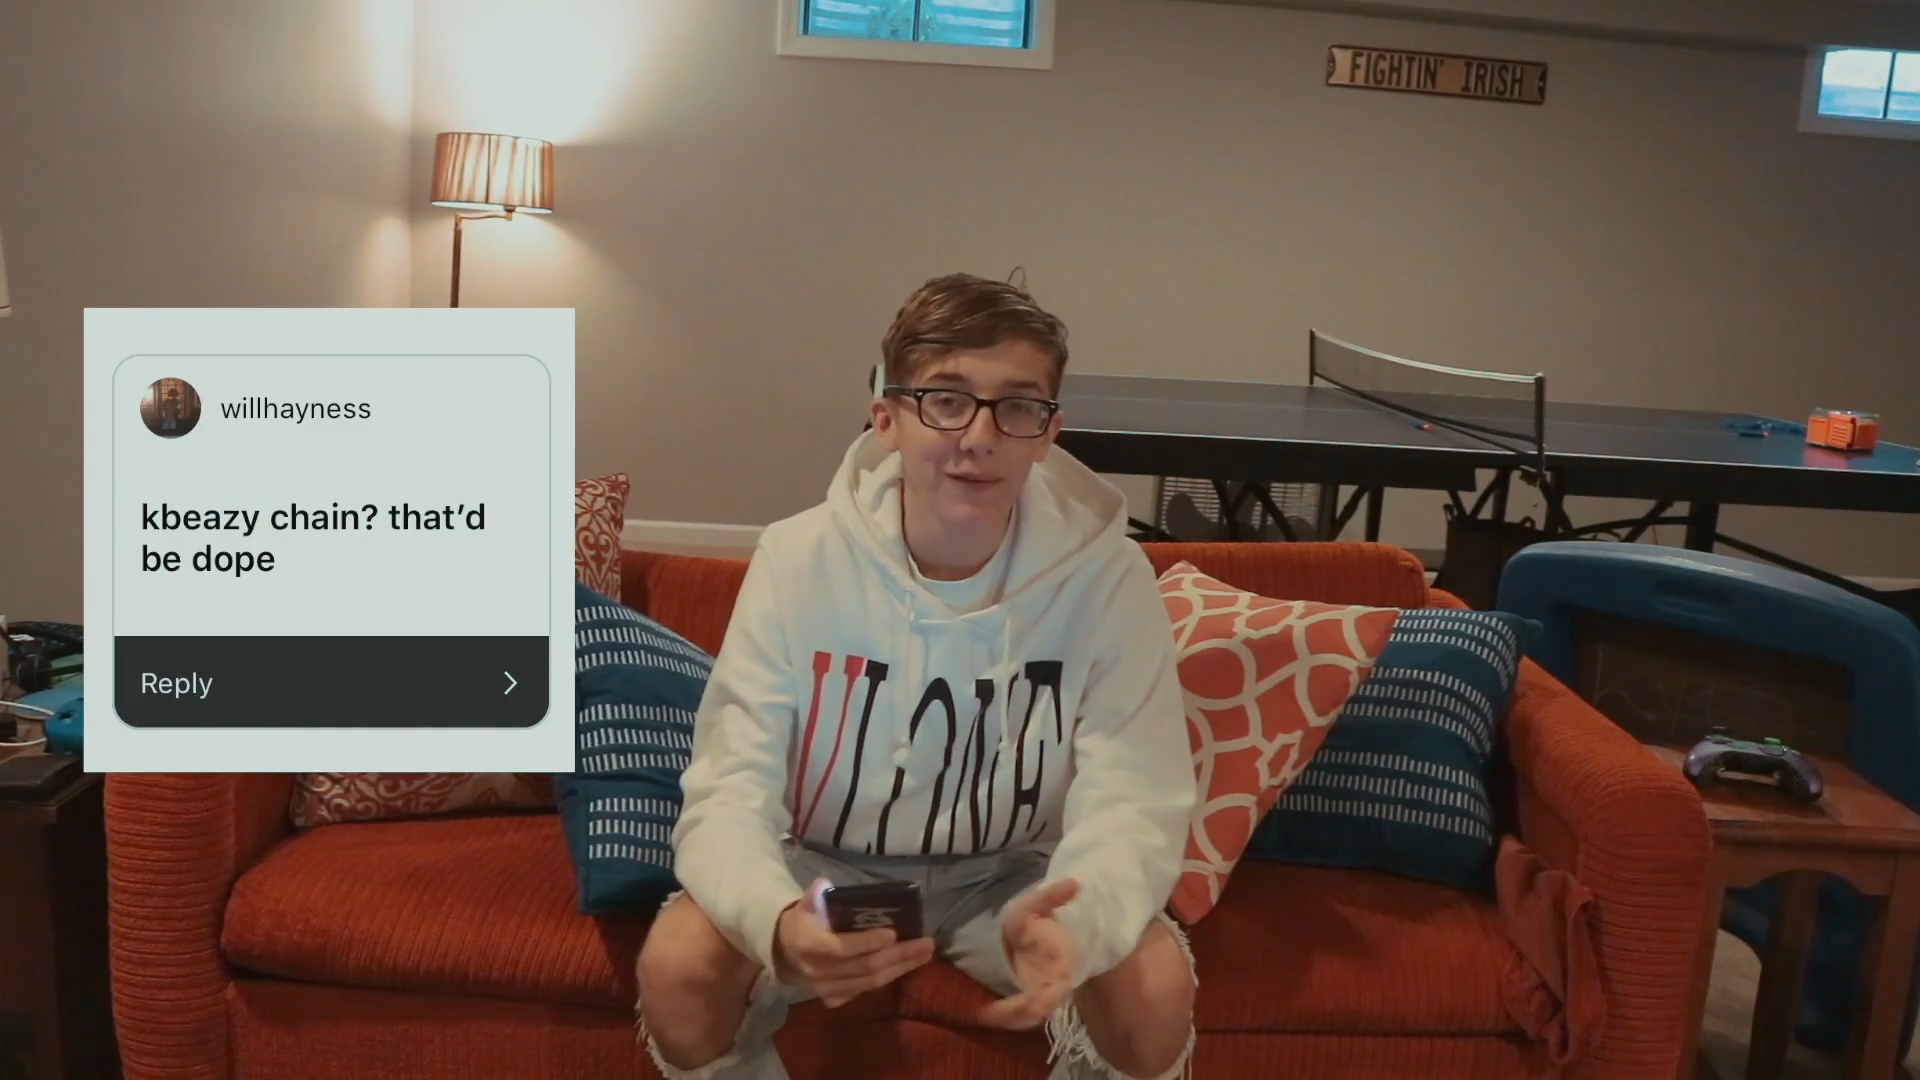 FIGHTIN' IRISH
willhayness
kbeazy chain? that’d
be dope
Reply
VLONE